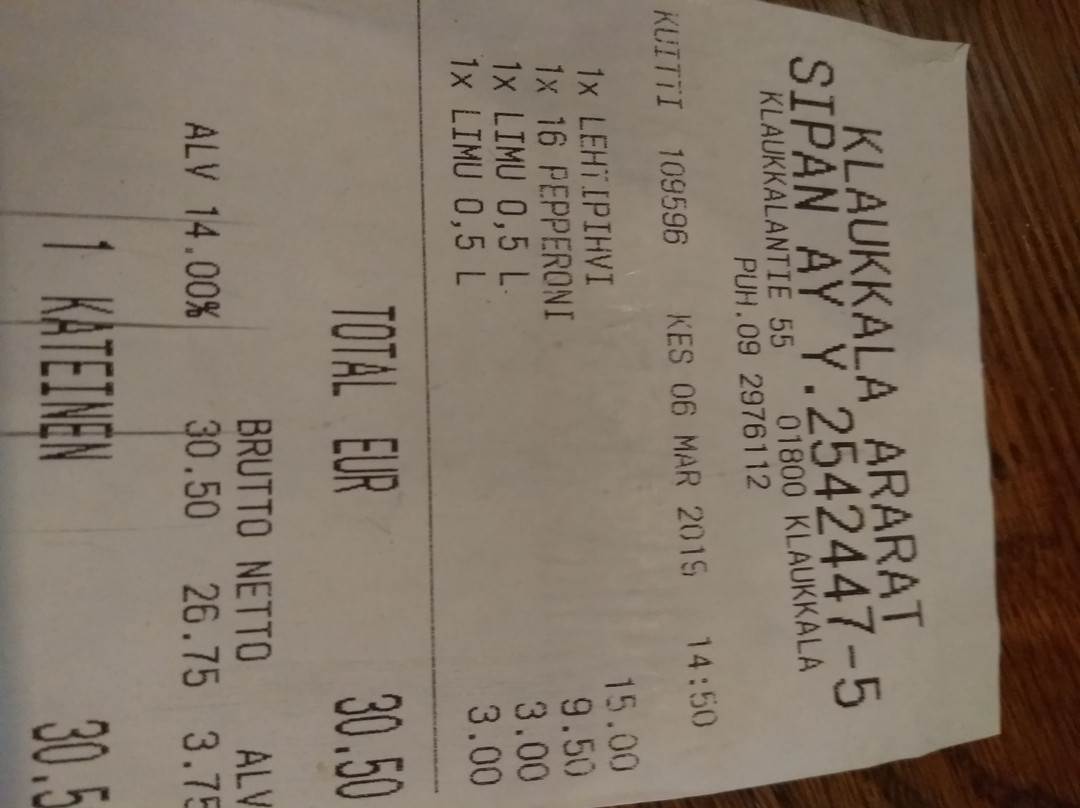 KLAUKKALA ARARAT
SIPAN AY Y.2542447-5
KLAUKKALANTIE 55 01800 KLAUKKALA
PUH.09 2976112
KUITTI 109596 KES 06 MAR 2019 14:50
1x LEHTIPIHVI 15.00
1x 16 PEPPERONI 9.50
1x LIMU 0,5 L 3.00
1x LIMU 0,5 L 3.00
TOTAL EUR 30.50
BRUTTO NETTO ALV
ALV 14.00% 30.50 26.75 3.75
1 KATEINEN 30.5